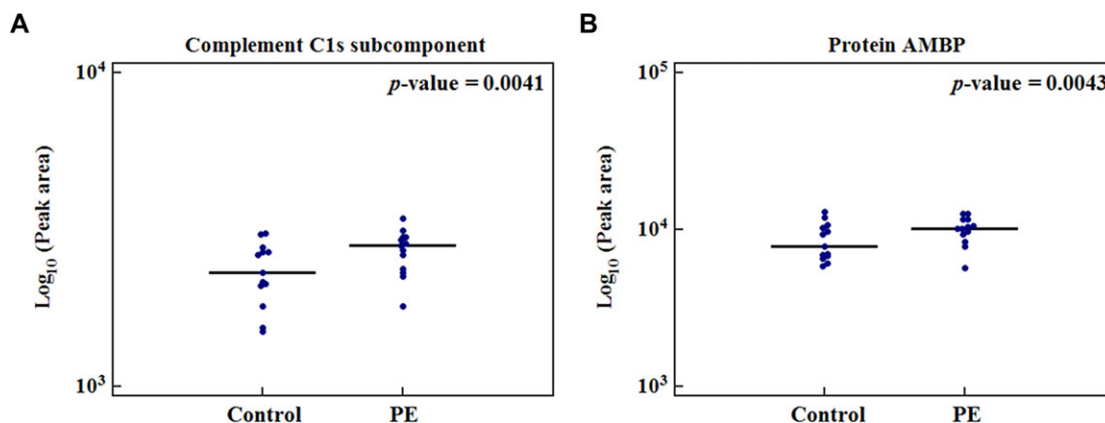 A
Complement C1s subcomponent
10⁴
p-value = 0.0041
Log₁₀ (Peak area)
10³
Control PE
B
Protein AMBP
10⁵
p-value = 0.0043
Log₁₀ (Peak area)
10⁴
10³
Control PE